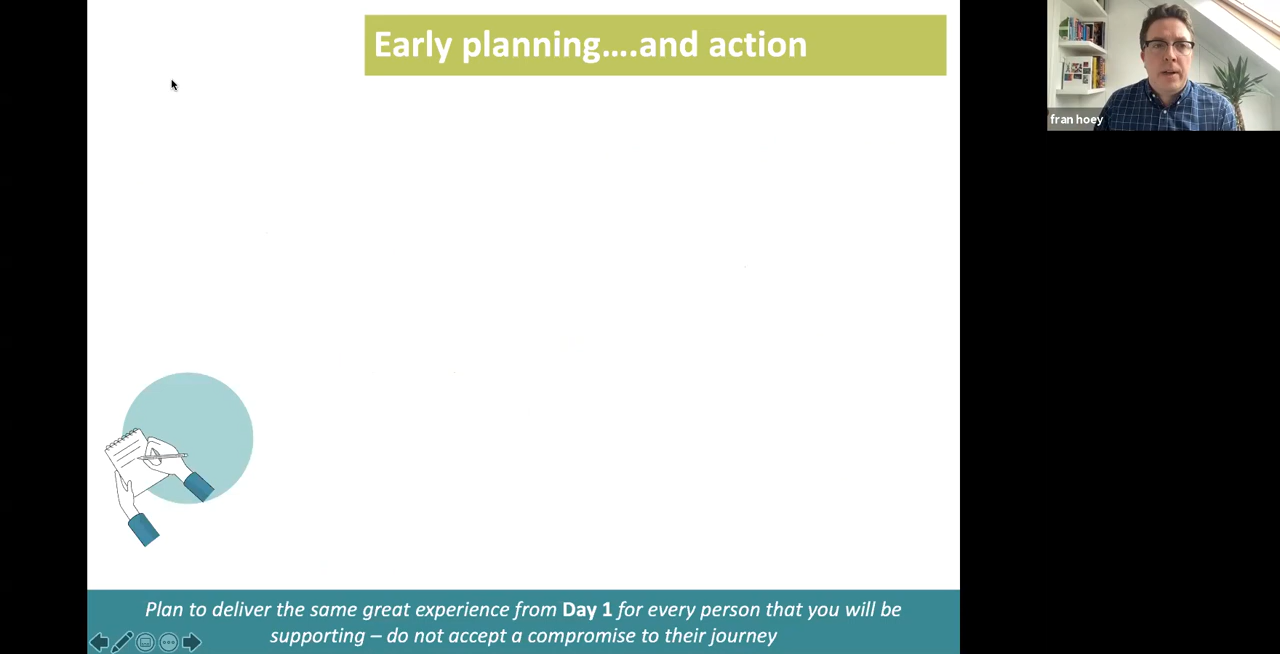 Early planning....and action
fran hoey
Plan to deliver the same great experience from Day 1 for every person that you will be
supporting – do not accept a compromise to their journey